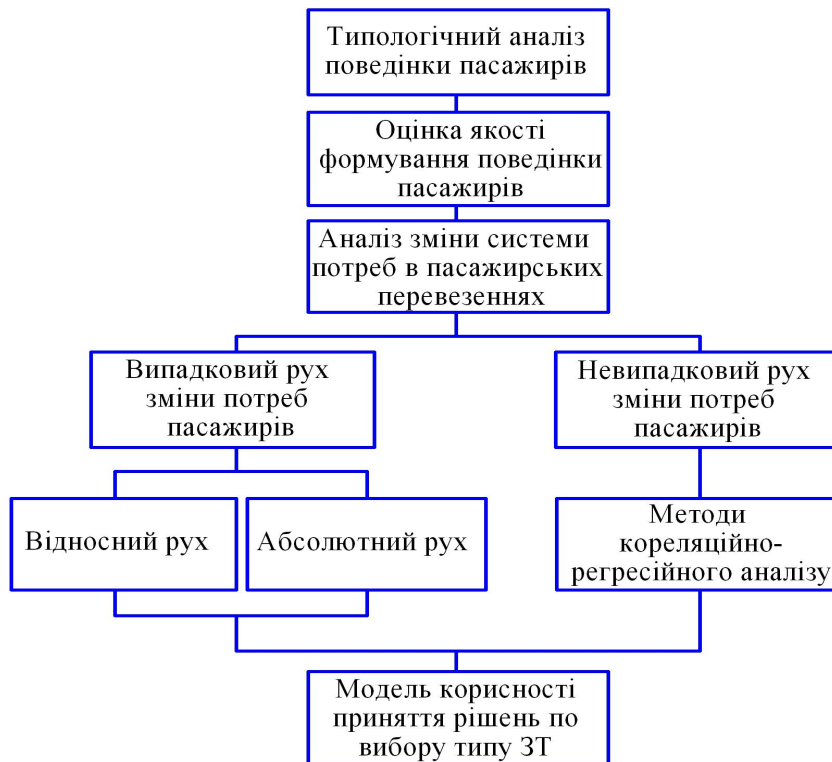 Типологічний аналіз
поведінки пасажирів
Оцінка якості
формування поведінки
пасажирів
Аналіз зміни системи
потреб в пасажирських
перевезеннях
Випадковий рух
зміни потреб
пасажирів
Невипадковий рух
зміни потреб
пасажирів
Відносний рух
Абсолютний рух
Методи
кореляційно-
регресійного аналізу
Модель корисності
приняття рішень по
вибору типу ЗТ